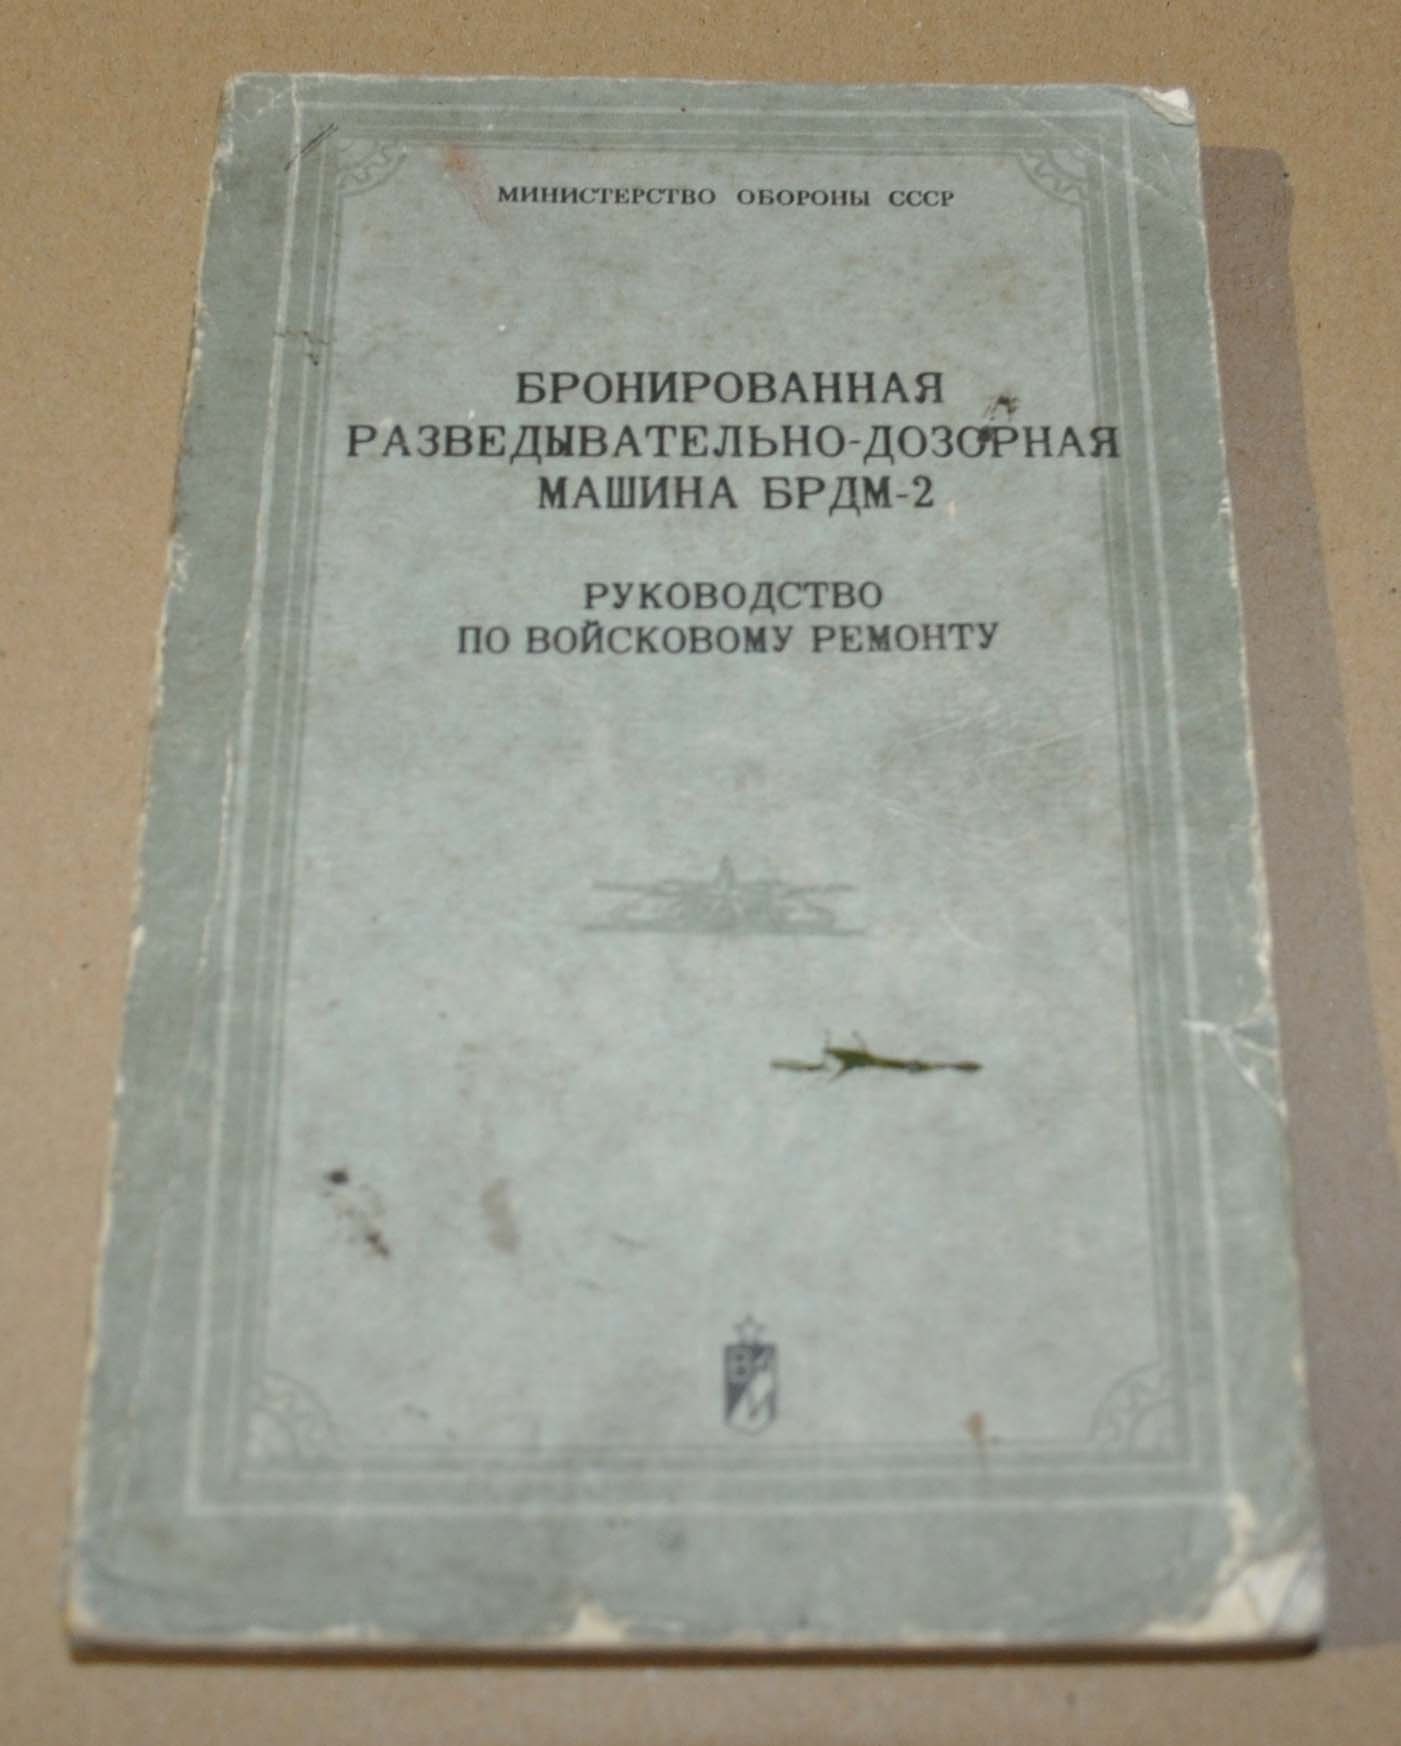 МИНИСТЕРСТВО ОБОРОНЫ СССР
БРОНИРОВАННАЯ
РАЗВЕДЫВАТЕЛЬНО-ДОЗОРНАЯ
МАШИНА БРДМ-2
РУКОВОДСТВО
ПО ВОЙСКОВОМУ РЕМОНТУ